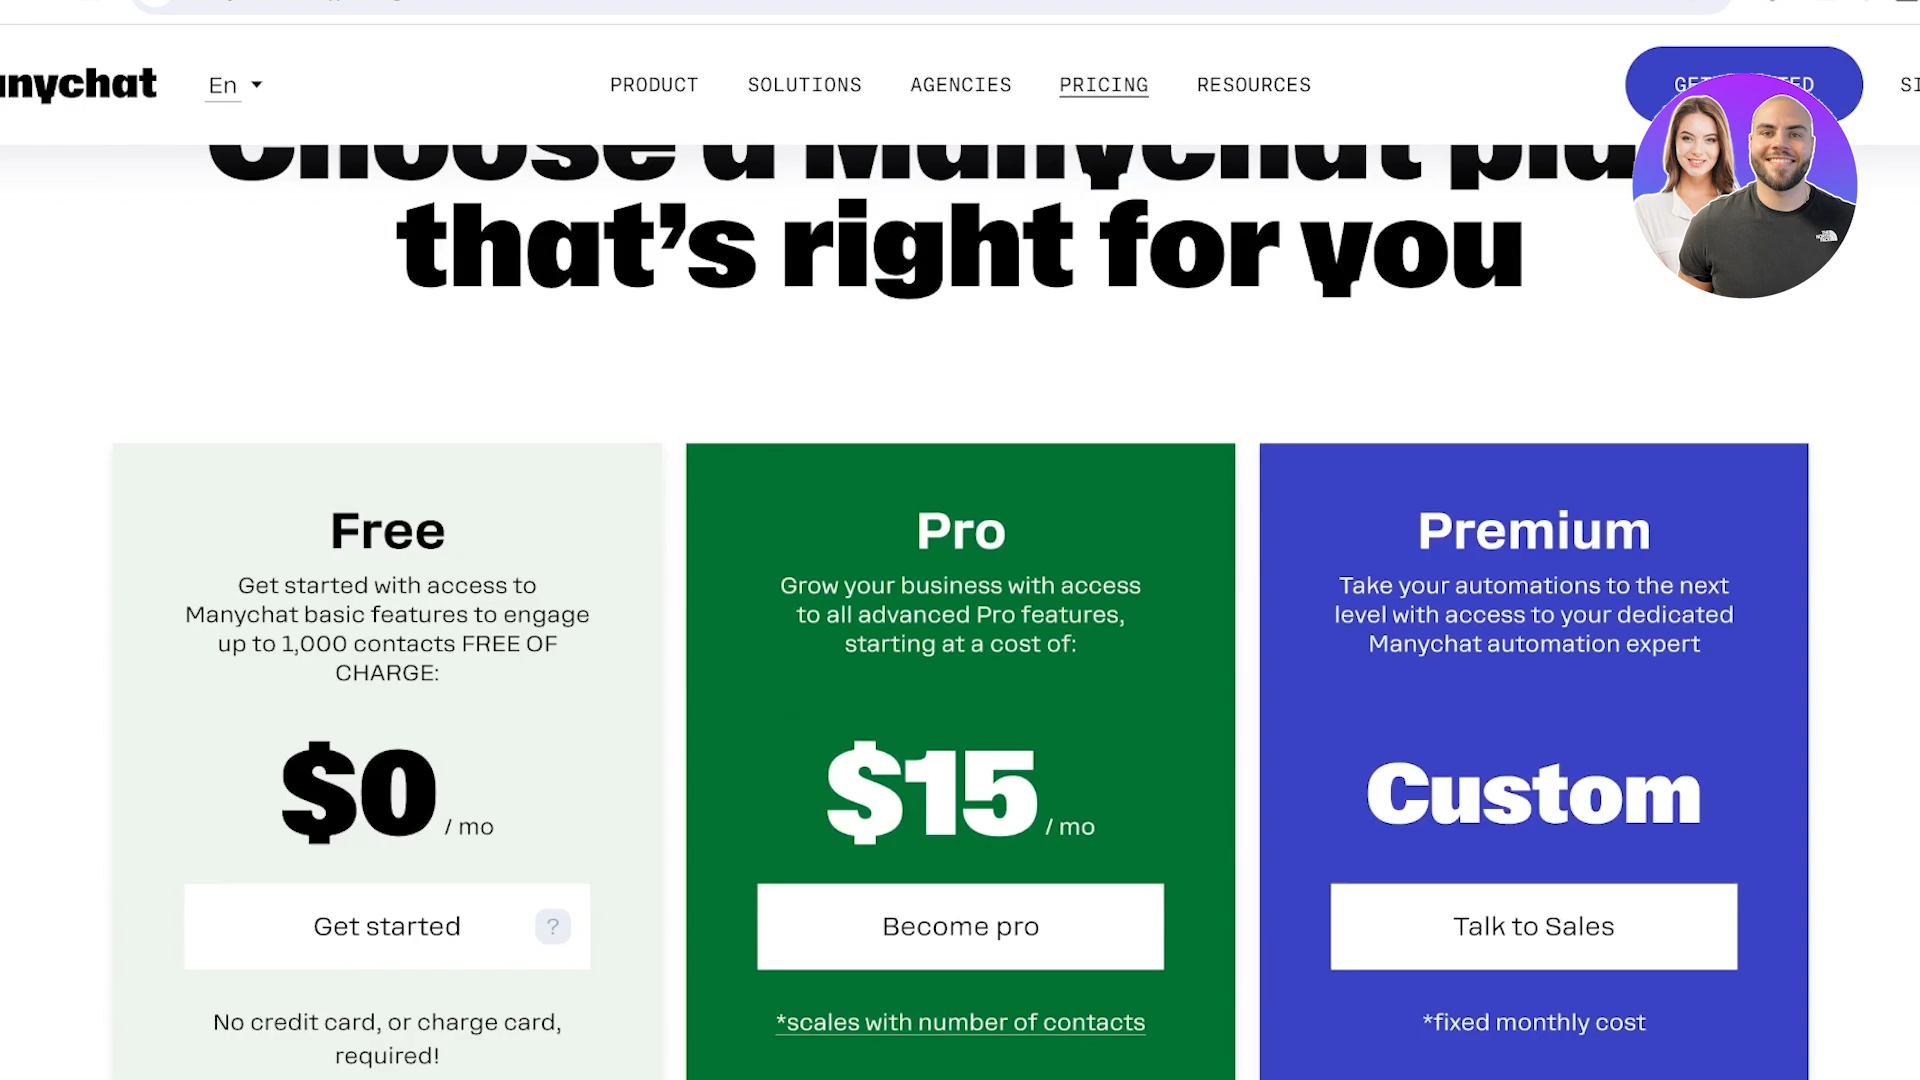 nychat
En
PRODUCT
SOLUTIONS
AGENCIES
PRICING
RESOURCES
Choose a Manychat
that's right for you
Free
Get started with access to
Manychat basic features to engage
up to 1,000 contacts FREE OF
CHARGE:
$0 / mo
Get started
?
No credit card, or charge card,
required!
Pro
Grow your business with access
to all advanced Pro features,
starting at a cost of:
$15 / mo
Become pro
*scales with number of contacts
Premium
Take your automations to the next
level with access to your dedicated
Manychat automation expert
Custom
Talk to Sales
*fixed monthly cost